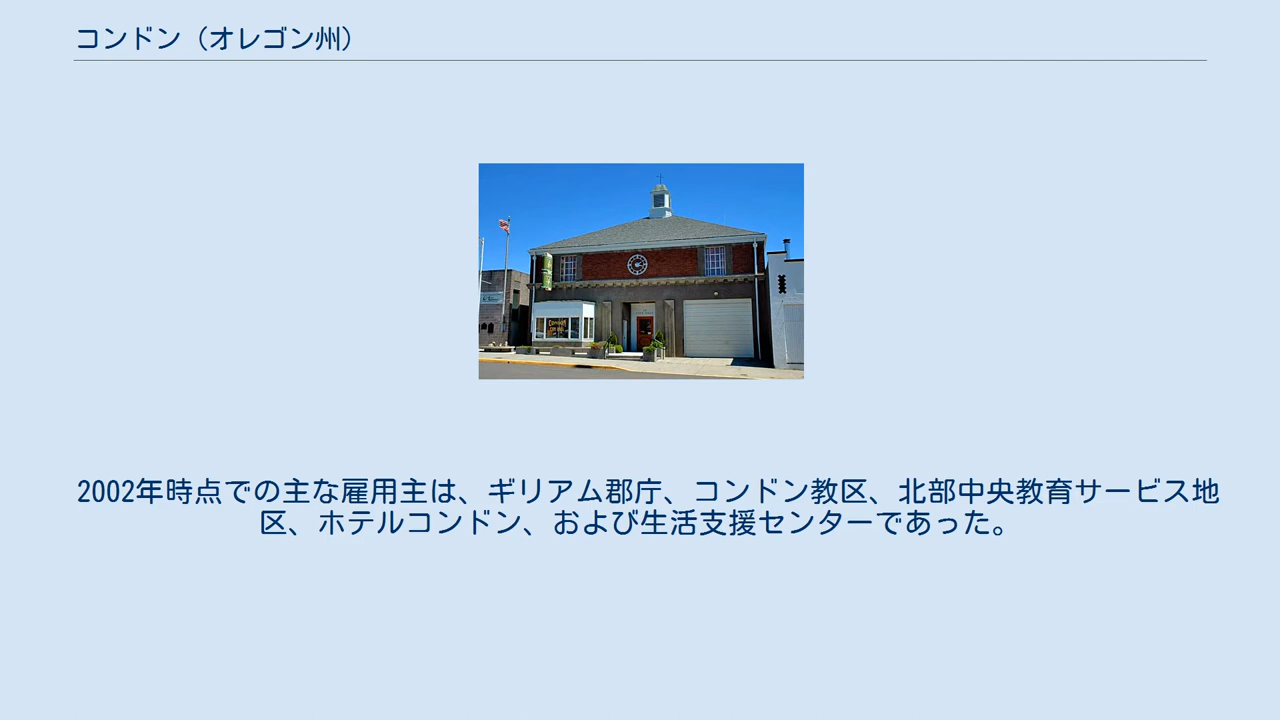 コンドン（オレゴン州）
2002年時点での主な雇用主は、ギリアム郡庁、コンドン教区、北部中央教育サービス地
区、ホテルコンドン、および生活支援センターであった。